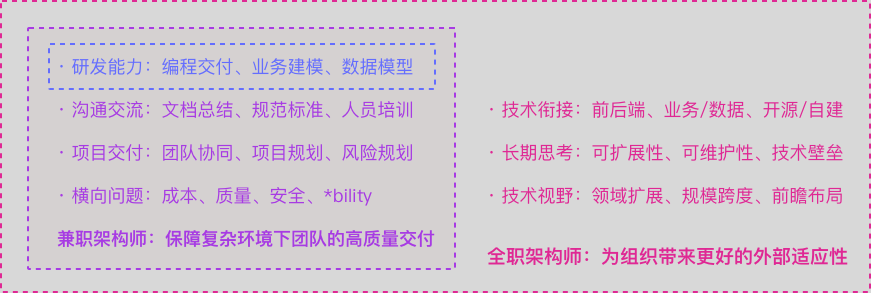 · 研发能力：编程交付、业务建模、数据模型
· 沟通交流：文档总结、规范标准、人员培训
· 项目交付：团队协同、项目规划、风险规划
· 横向问题：成本、质量、安全、*bility
兼职架构师：保障复杂环境下团队的高质量交付
· 技术衔接：前后端、业务/数据、开源/自建
· 长期思考：可扩展性、可维护性、技术壁垒
· 技术视野：领域扩展、规模跨度、前瞻布局
全职架构师：为组织带来更好的外部适应性